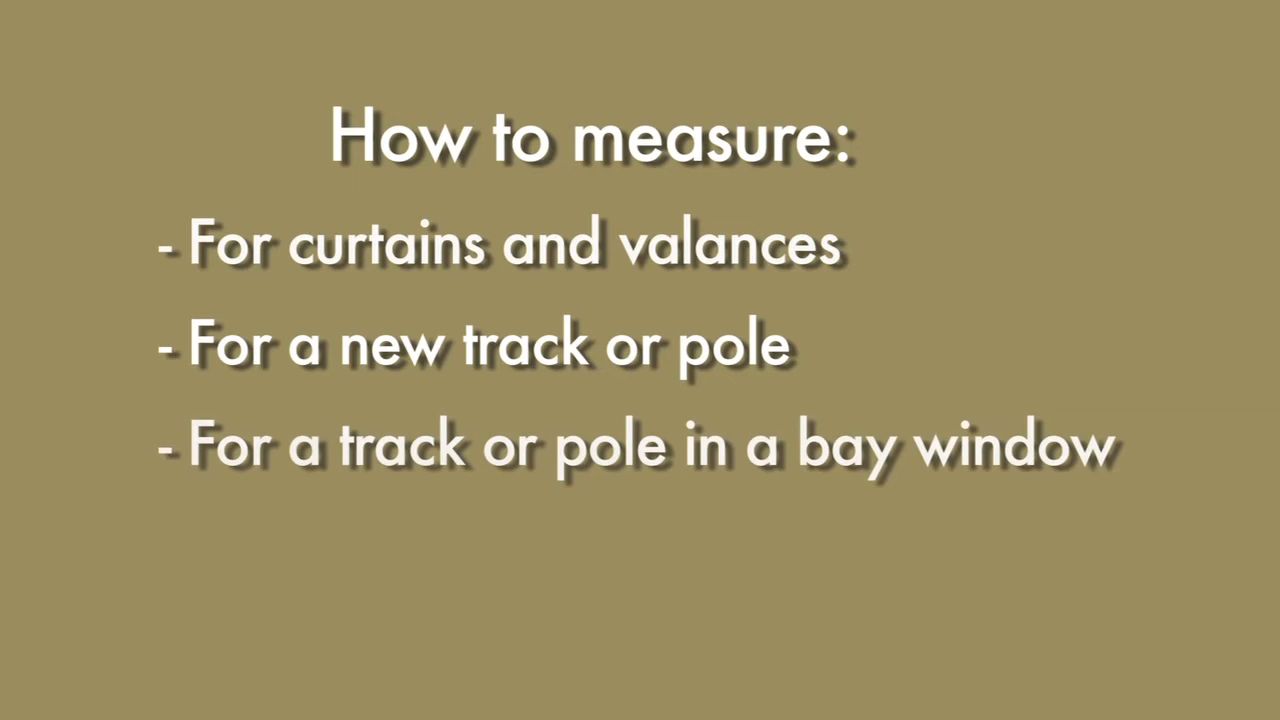 How to measure:
- For curtains and valances
- For a new track or pole
- For a track or pole in a bay window